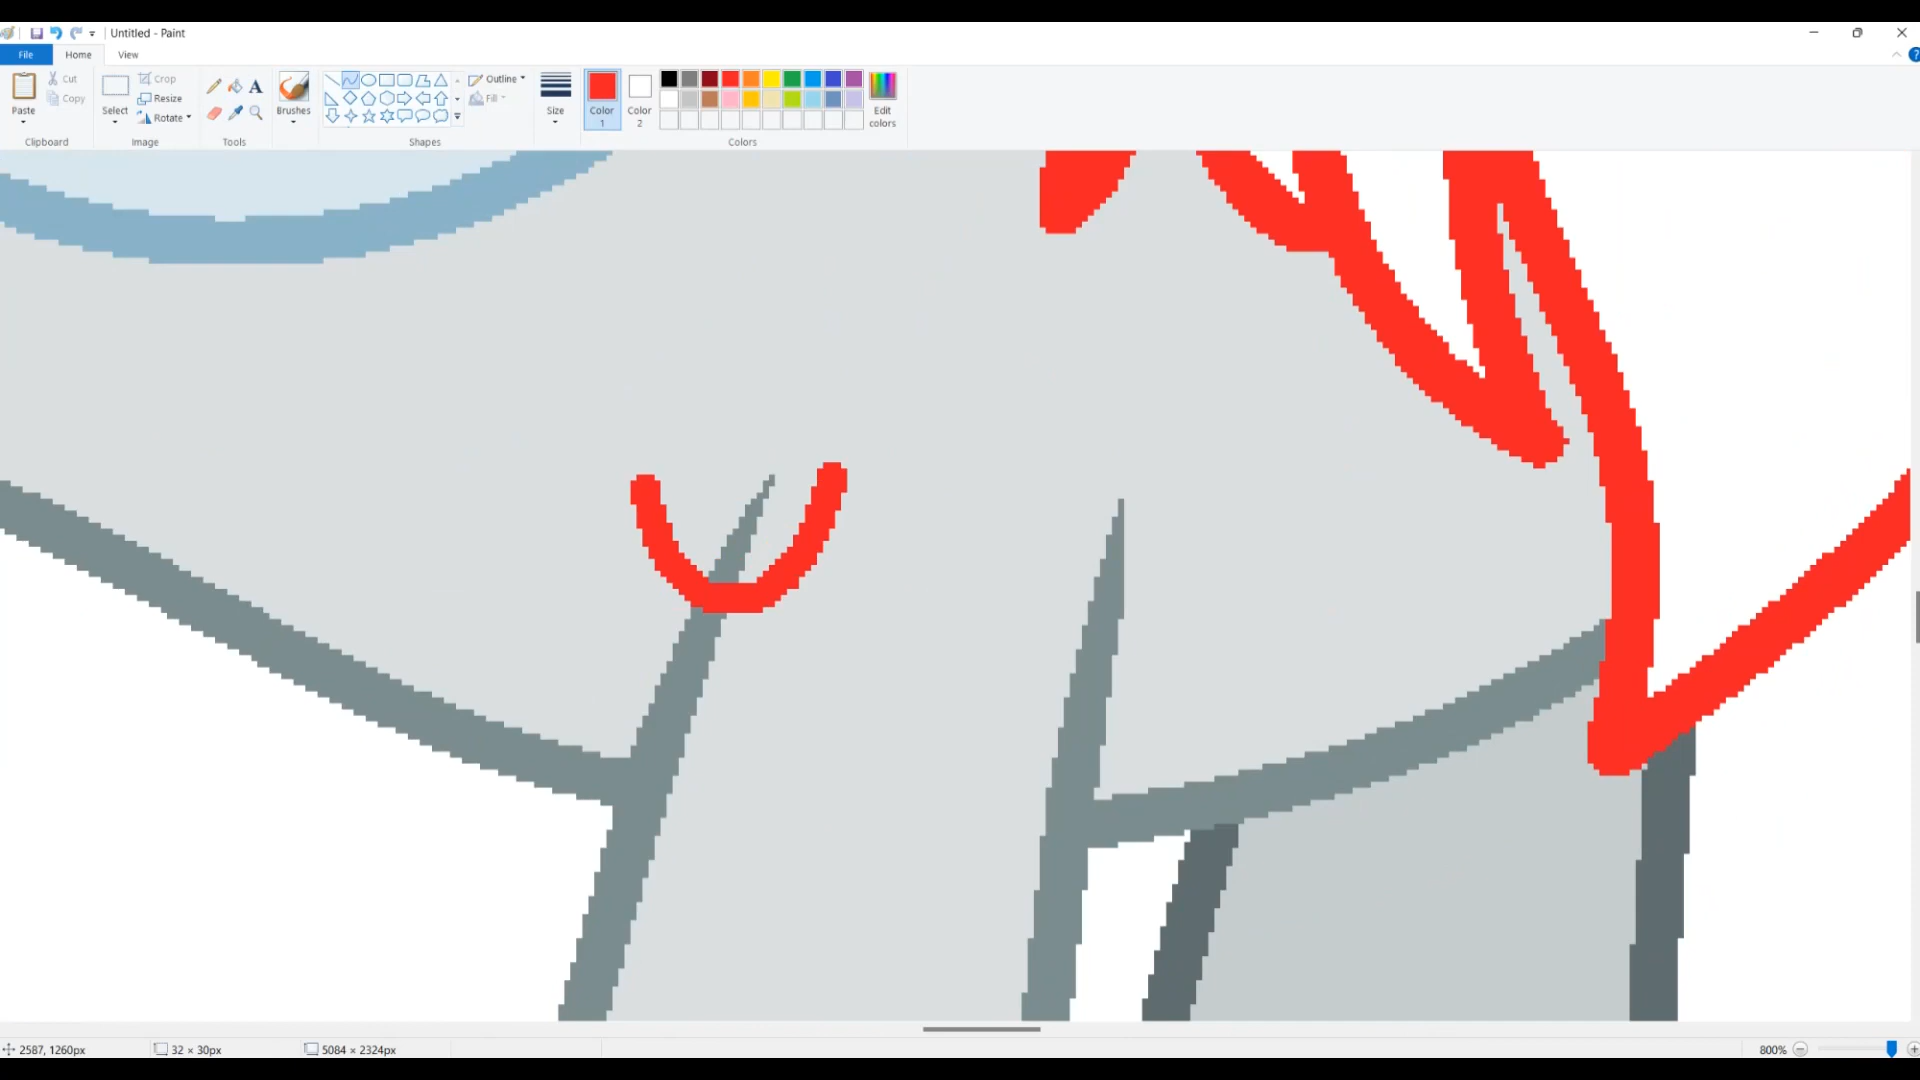 Untitled - Paint
File Home View
Paste Cut Copy Select Crop Resize Rotate A Brushes Outline Fill Size Color 1 Color 2 Edit colors
Clipboard Image Tools Shapes Colors
2587, 1260px 32 × 30px 5084 × 2324px 800%